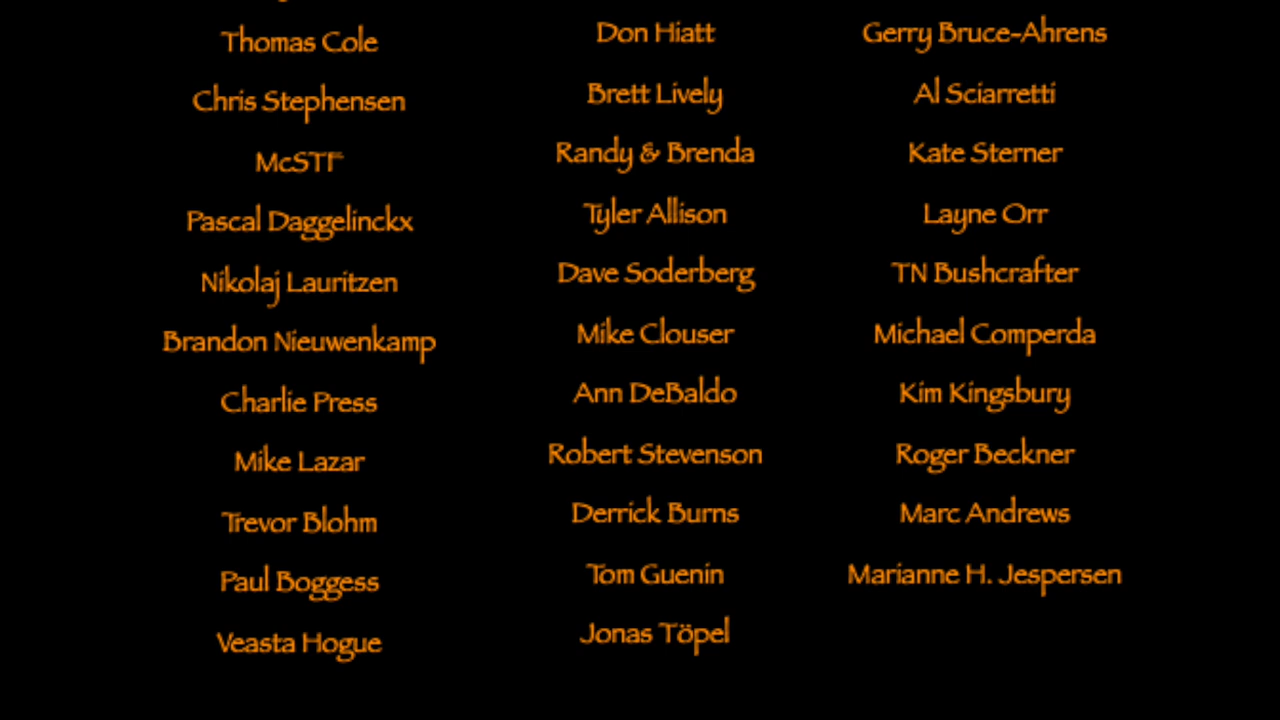 Thomas Cole
Chris Stephensen
McSTF
Pascal Daggelinckx
Nikolaj Lauritzen
Brandon Nieuwenkamp
Charlie Press
Mike Lazar
Trevor Blohm
Paul Boggess
Veasta Hogue
Don Hiatt
Brett Lively
Randy & Brenda
Tyler Allison
Dave Soderberg
Mike Clouser
Ann DeBaldo
Robert Stevenson
Derrick Burns
Tom Guenin
Jonas Töpel
Gerry Bruce-Ahrens
Al Sciarretti
Kate Sterner
Layne Orr
TN Bushcrafter
Michael Comperda
Kim Kingsbury
Roger Beckner
Marc Andrews
Marianne H. Jespersen